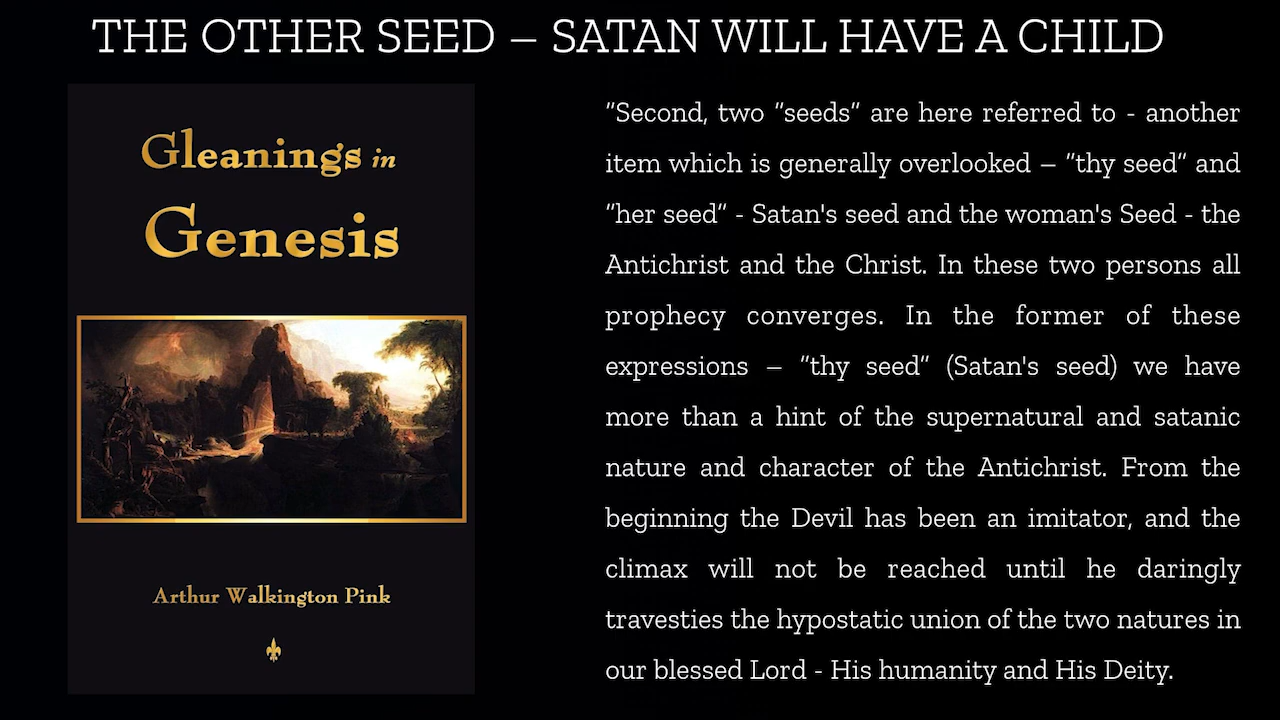 THE OTHER SEED – SATAN WILL HAVE A CHILD
Gleanings in
Genesis
Arthur Walkington Pink
“Second, two “seeds” are here referred to - another
item which is generally overlooked – “thy seed” and
“her seed” - Satan's seed and the woman's Seed - the
Antichrist and the Christ. In these two persons all
prophecy converges. In the former of these
expressions – “thy seed” (Satan's seed) we have
more than a hint of the supernatural and satanic
nature and character of the Antichrist. From the
beginning the Devil has been an imitator, and the
climax will not be reached until he daringly
travesties the hypostatic union of the two natures in
our blessed Lord - His humanity and His Deity.